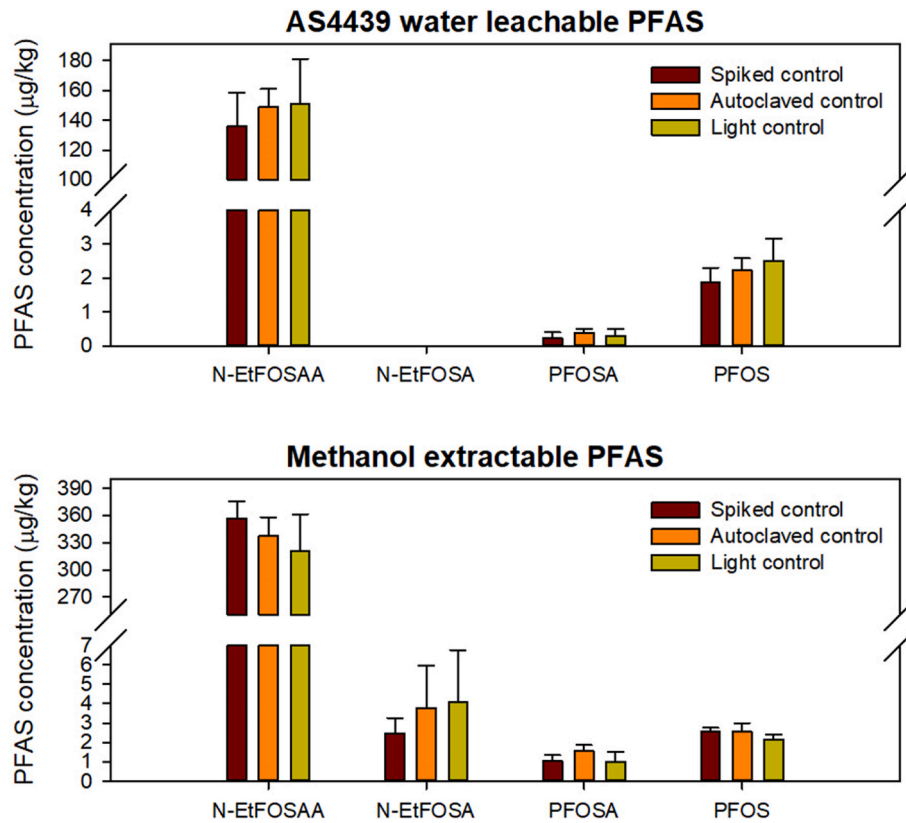 AS4439 water leachable PFAS
PFAS concentration (µg/kg)
180
160
140
120
100
4
3
2
1
0
Spiked control
Autoclaved control
Light control
N-EtFOSAA N-EtFOSA PFOSA PFOS
Methanol extractable PFAS
PFAS concentration (µg/kg)
390
360
330
300
270
7
6
5
4
3
2
1
0
Spiked control
Autoclaved control
Light control
N-EtFOSAA N-EtFOSA PFOSA PFOS